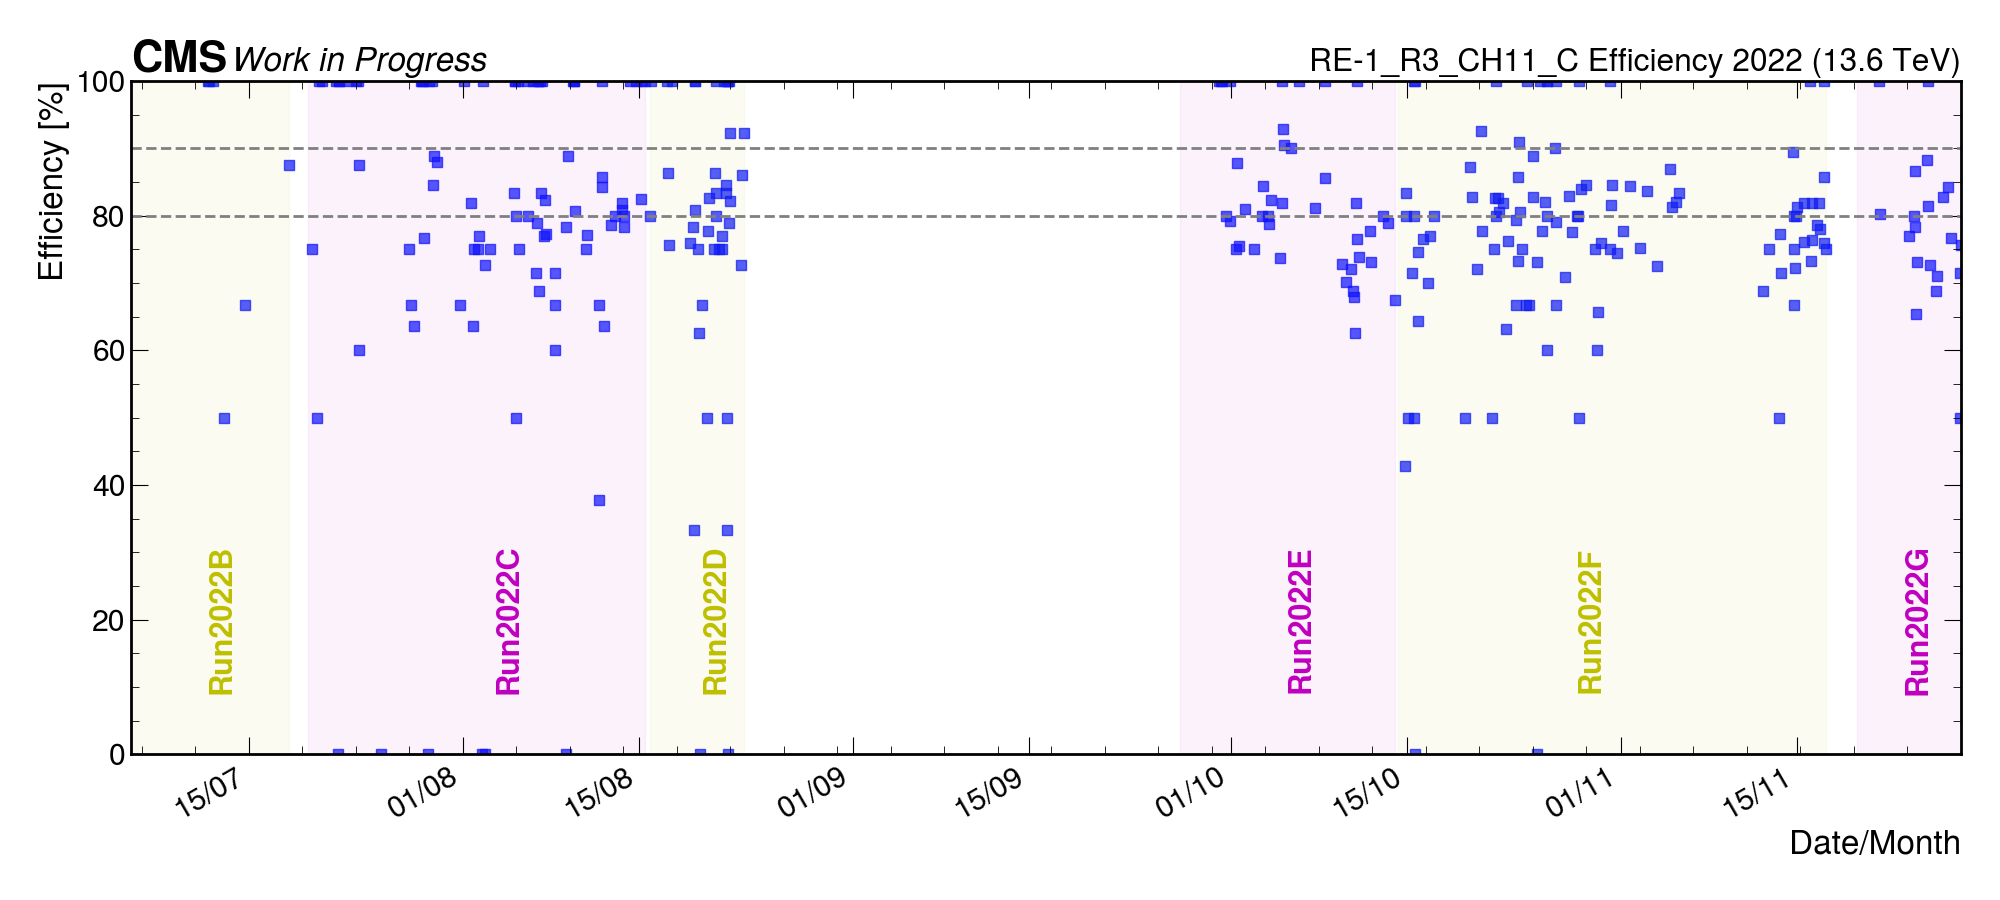 CMS Work in Progress
RE-1_R3_CH11_C Efficiency 2022 (13.6 TeV)
Efficiency [%]
100
80
60
40
20
0
Run2022B
Run2022C
Run2022D
Run2022E
Run2022F
Run2022G
15/07
01/08
15/08
01/09
15/09
01/10
15/10
01/11
15/11
Date/Month